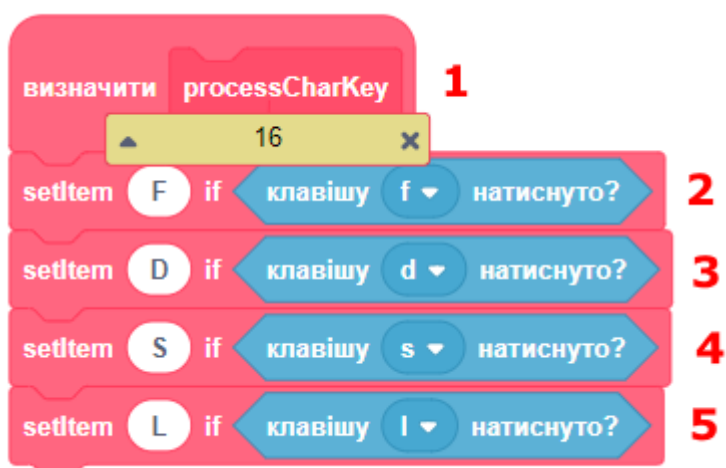 визначити processCharKey 1
16
setItem F if клавішу f натиснуто? 2
setItem D if клавішу d натиснуто? 3
setItem S if клавішу s натиснуто? 4
setItem L if клавішу l натиснуто? 5